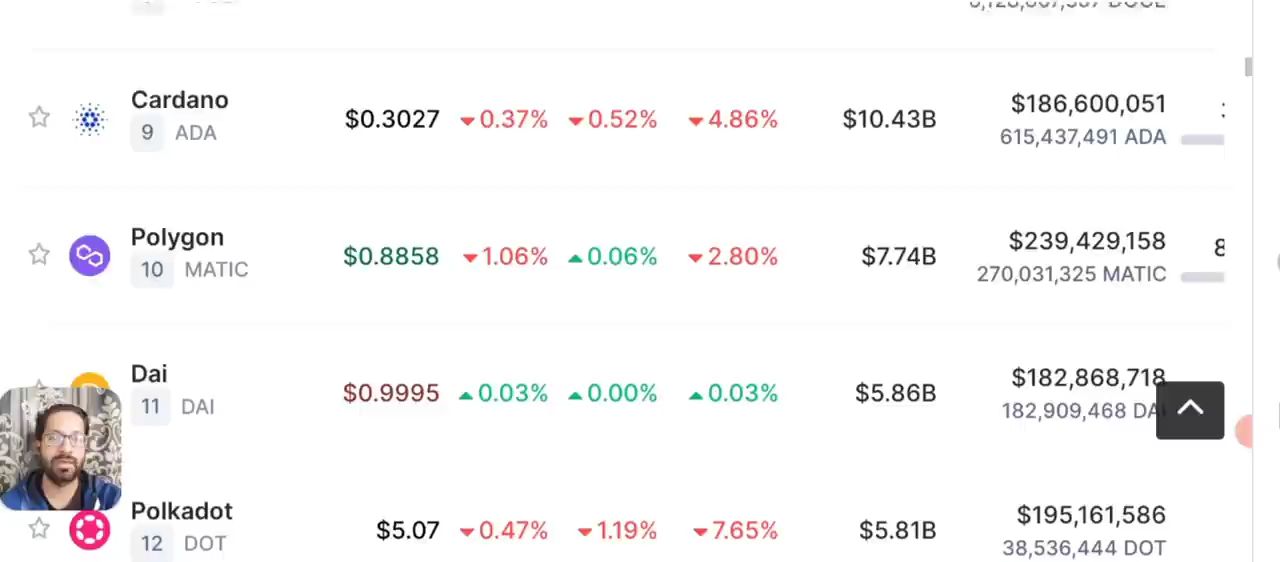 Cardano
9 ADA
$0.3027 0.37% 0.52% 4.86% $10.43B
$186,600,051
615,437,491 ADA
Polygon
10 MATIC
$0.8858 1.06% 0.06% 2.80% $7.74B
$239,429,158
270,031,325 MATIC
8
Dai
11 DAI
$0.9995 0.03% 0.00% 0.03% $5.86B
$182,868,718
182,909,468
Polkadot
12 DOT
$5.07 0.47% 1.19% 7.65% $5.81B
$195,161,586
38,536,444 DOT